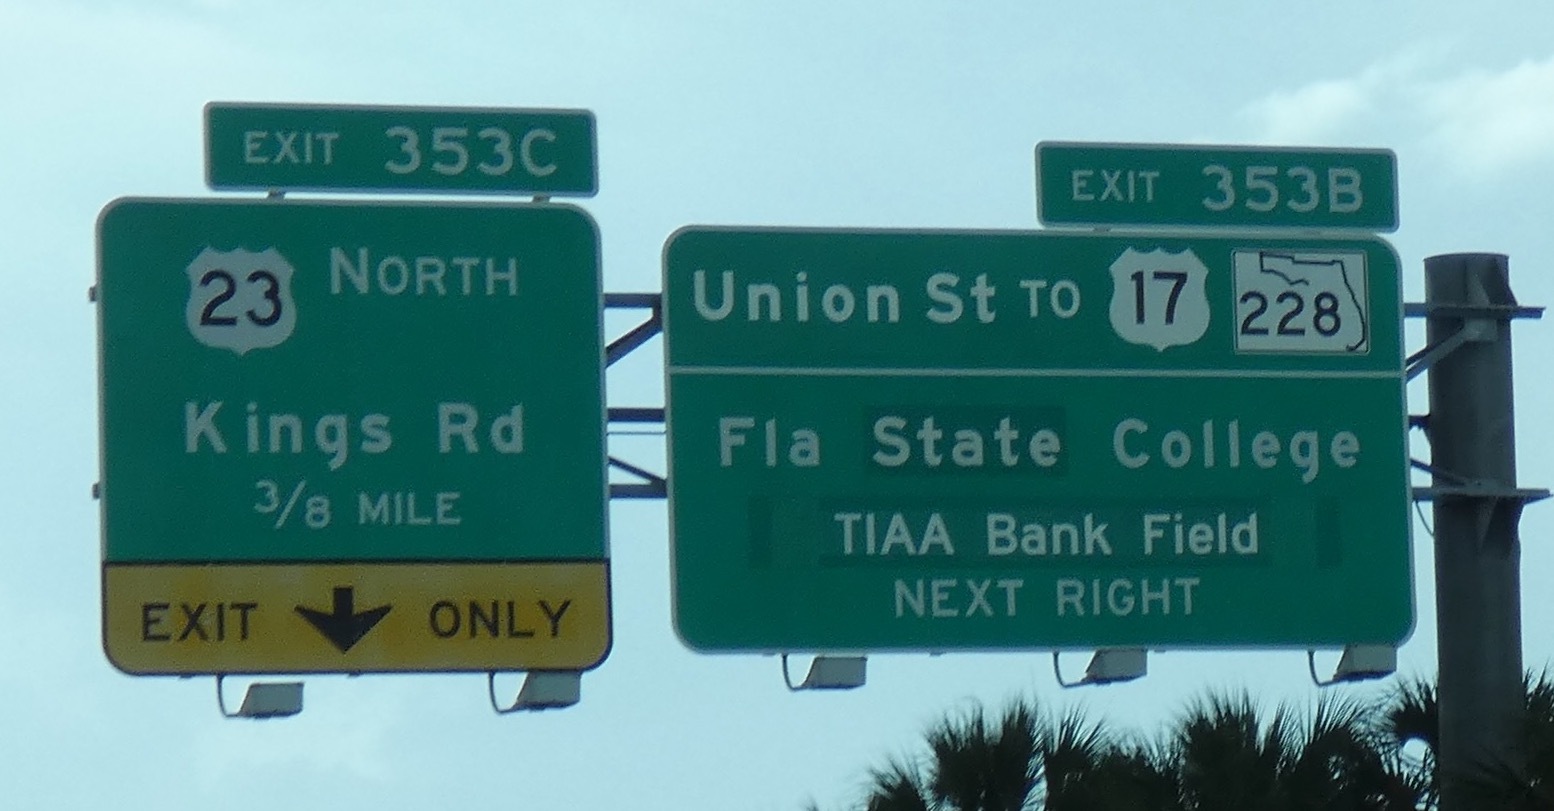 EXIT 353C
23 NORTH
Kings Rd
3/8 MILE
EXIT ONLY
EXIT 353B
Union St TO 17 228
Fla State College
TIAA Bank Field
NEXT RIGHT